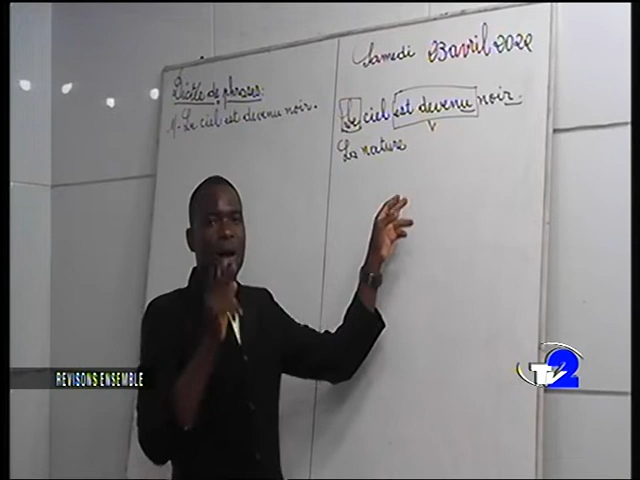 Dictée de phrases:
1- Le ciel est devenu noir.
Samedi 23 avril 2022
Le ciel est devenu noir.
V
La nature
REVISONS ENSEMBLE
TV2